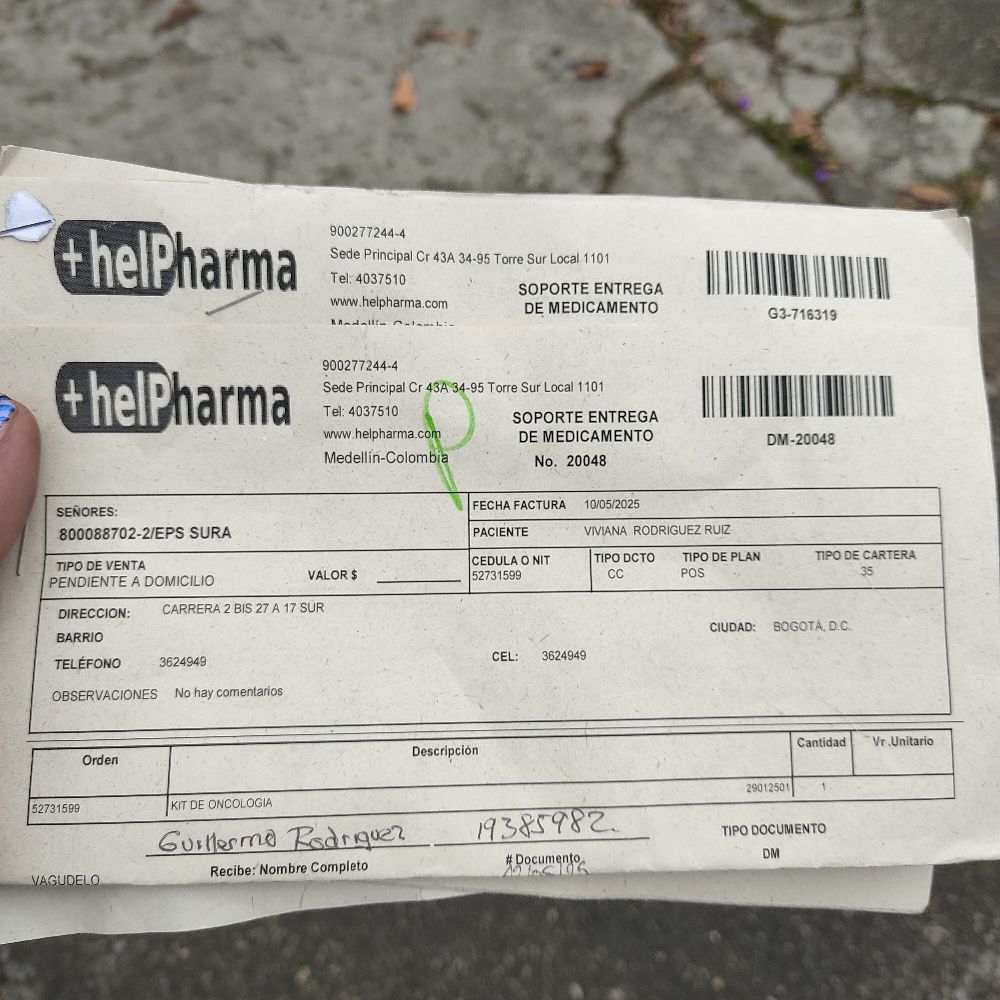 +helPharma
900277244-4
Sede Principal Cr 43A 34-95 Torre Sur Local 1101
Tel: 4037510
www.helpharma.com
Medellín-Colombia
SOPORTE ENTREGA
DE MEDICAMENTO
G3-716319
+helPharma
900277244-4
Sede Principal Cr 43A 34-95 Torre Sur Local 1101
Tel: 4037510
www.helpharma.com
Medellín-Colombia
P
SOPORTE ENTREGA
DE MEDICAMENTO
No. 20048
DM-20048
SEÑORES:
800088702-2/EPS SURA
FECHA FACTURA 10/05/2025
PACIENTE VIVIANA RODRIGUEZ RUIZ
TIPO DE VENTA
PENDIENTE A DOMICILIO
VALOR $
CEDULA O NIT
52731599
TIPO DCTO
CC
TIPO DE PLAN
POS
TIPO DE CARTERA
35
DIRECCION: CARRERA 2 BIS 27 A 17 SUR
BARRIO
CIUDAD: BOGOTÁ, D.C.
TELÉFONO 3624949
CEL: 3624949
OBSERVACIONES No hay comentarios
Orden Descripción Cantidad Vr .Unitario
52731599 KIT DE ONCOLOGIA 29012501 1
Guillermo Rodriguez 19385982.
Recibe: Nombre Completo # Documento
TIPO DOCUMENTO
DM
VAGUDELO